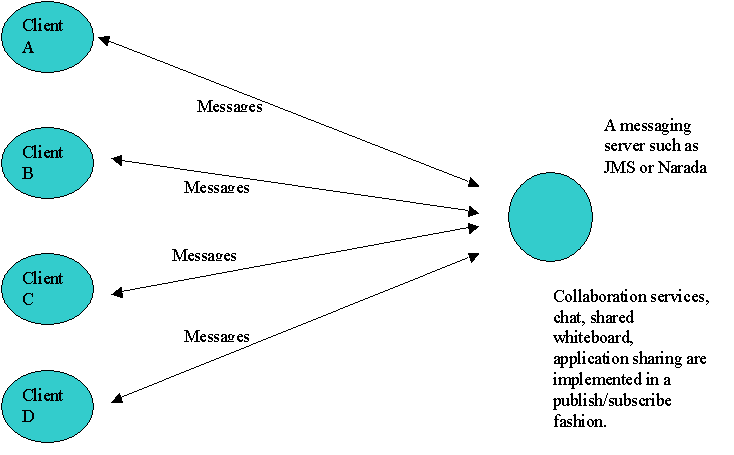 Client
A
Messages
Client
B
Messages
Client
C
Messages
Client
D
Messages
A messaging
server such as
JMS or Narada
Collaboration services,
chat, shared
whiteboard,
application sharing are
implemented in a
publish/subscribe
fashion.